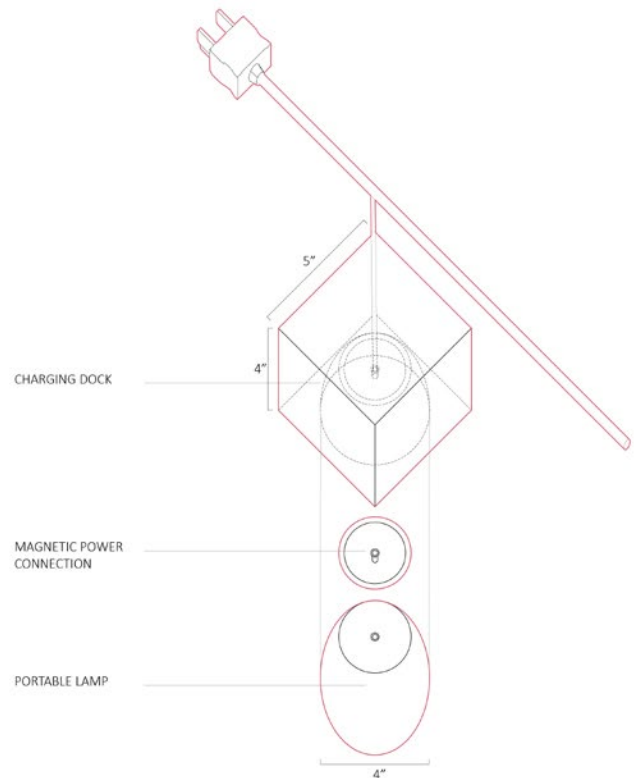 5”
4”
CHARGING DOCK
MAGNETIC POWER
CONNECTION
PORTABLE LAMP
4”